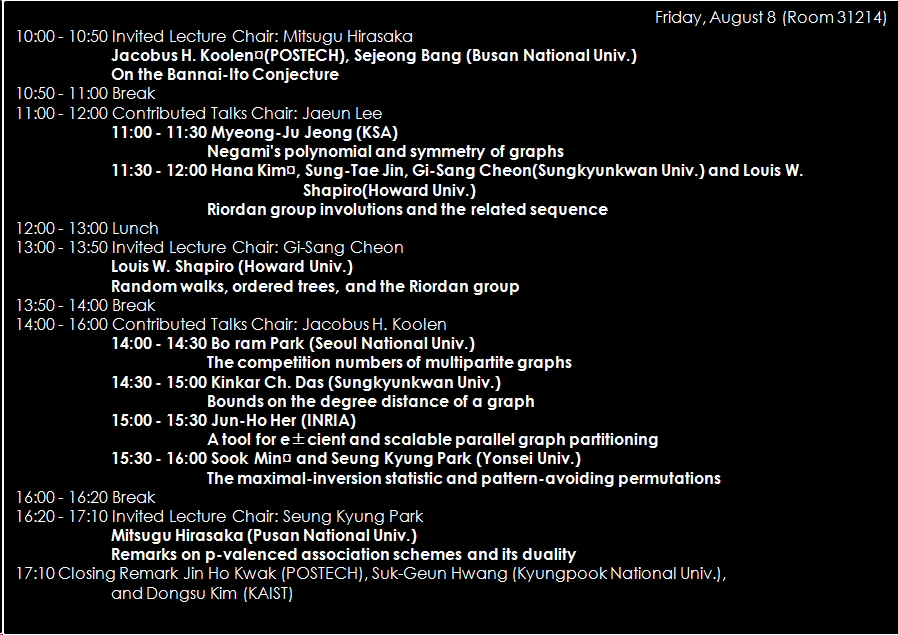 Friday, August 8 (Room 31214)
10:00 - 10:50 Invited Lecture Chair: Mitsugu Hirasaka
Jacobus H. Koolen¤(POSTECH), Sejeong Bang (Busan National Univ.)
On the Bannai-Ito Conjecture
10:50 - 11:00 Break
11:00 - 12:00 Contributed Talks Chair: Jaeun Lee
11:00 - 11:30 Myeong-Ju Jeong (KSA)
Negami's polynomial and symmetry of graphs
11:30 - 12:00 Hana Kim¤, Sung-Tae Jin, Gi-Sang Cheon(Sungkyunkwan Univ.) and Louis W.
Shapiro(Howard Univ.)
Riordan group involutions and the related sequence
12:00 - 13:00 Lunch
13:00 - 13:50 Invited Lecture Chair: Gi-Sang Cheon
Louis W. Shapiro (Howard Univ.)
Random walks, ordered trees, and the Riordan group
13:50 - 14:00 Break
14:00 - 16:00 Contributed Talks Chair: Jacobus H. Koolen
14:00 - 14:30 Bo ram Park (Seoul National Univ.)
The competition numbers of multipartite graphs
14:30 - 15:00 Kinkar Ch. Das (Sungkyunkwan Univ.)
Bounds on the degree distance of a graph
15:00 - 15:30 Jun-Ho Her (INRIA)
A tool for e±cient and scalable parallel graph partitioning
15:30 - 16:00 Sook Min¤ and Seung Kyung Park (Yonsei Univ.)
The maximal-inversion statistic and pattern-avoiding permutations
16:00 - 16:20 Break
16:20 - 17:10 Invited Lecture Chair: Seung Kyung Park
Mitsugu Hirasaka (Pusan National Univ.)
Remarks on p-valenced association schemes and its duality
17:10 Closing Remark Jin Ho Kwak (POSTECH), Suk-Geun Hwang (Kyungpook National Univ.),
and Dongsu Kim (KAIST)